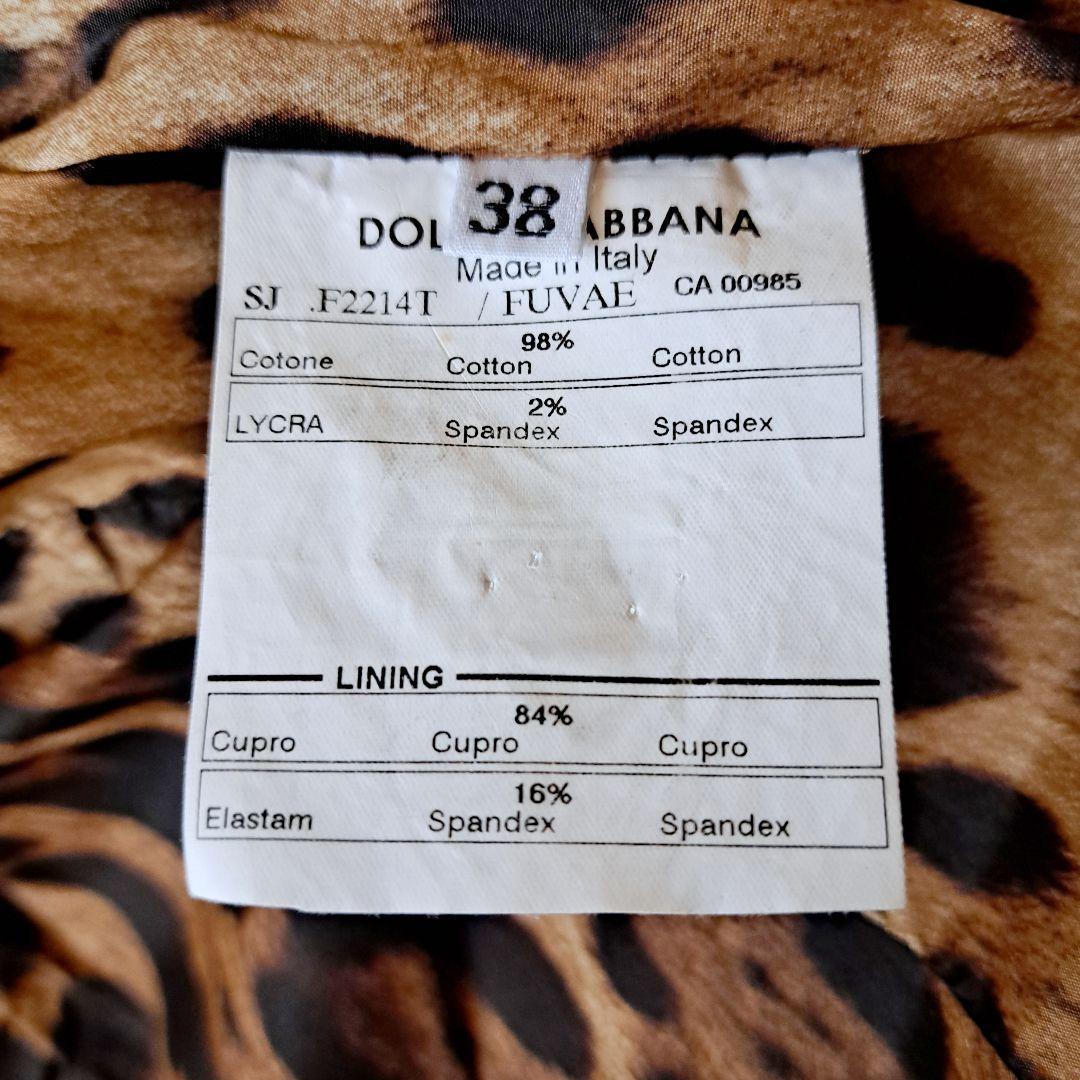 38
DOL ABBANA
Made in Italy
SJ .F2214T / FUVAE CA 00985
98%
Cotone Cotton Cotton
2%
LYCRA Spandex Spandex
LINING
84%
Cupro Cupro Cupro
16%
Elastam Spandex Spandex